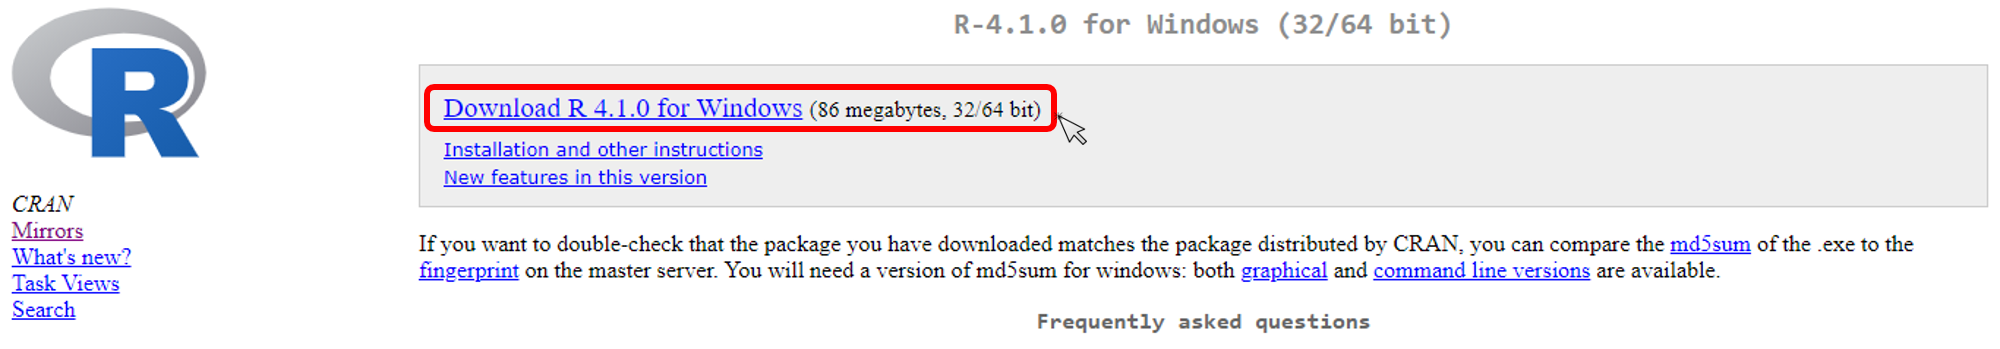 R
R-4.1.0 for Windows (32/64 bit)
Download R 4.1.0 for Windows (86 megabytes, 32/64 bit)
Installation and other instructions
New features in this version
CRAN
Mirrors
What's new?
Task Views
Search
If you want to double-check that the package you have downloaded matches the package distributed by CRAN, you can compare the md5sum of the .exe to the
fingerprint on the master server. You will need a version of md5sum for windows: both graphical and command line versions are available.
Frequently asked questions